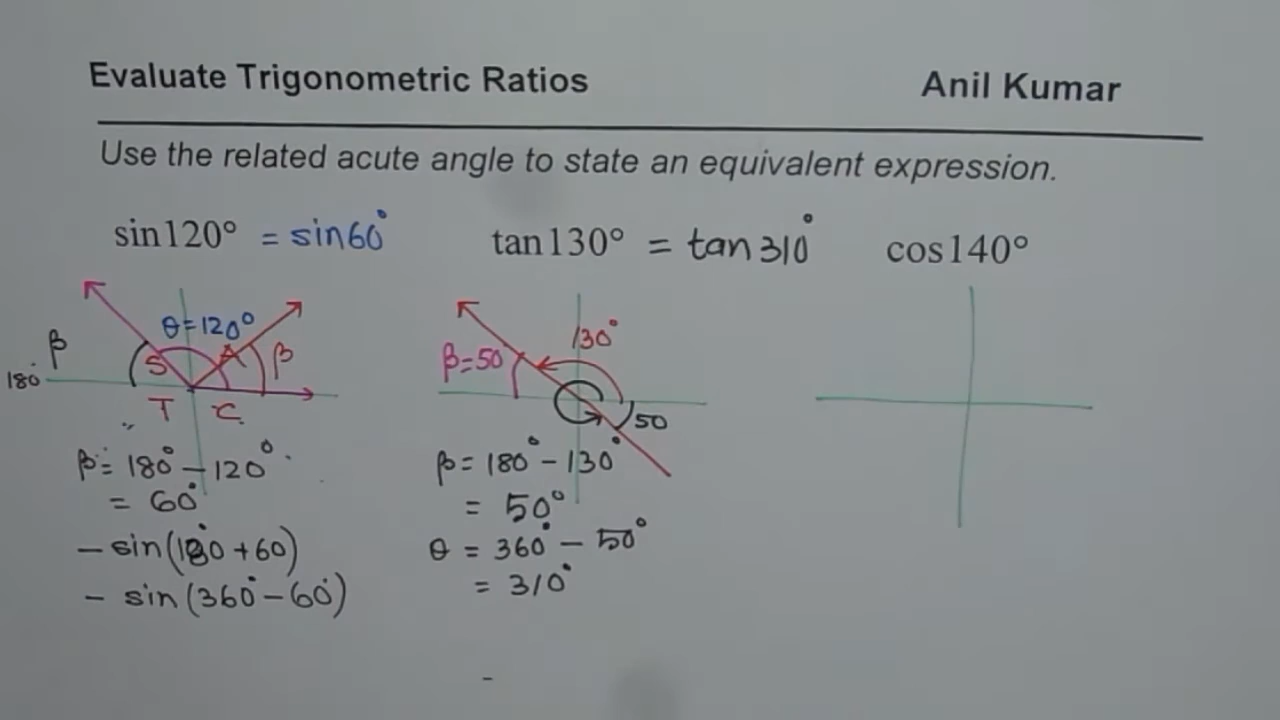 Evaluate Trigonometric Ratios Anil Kumar
Use the related acute angle to state an equivalent expression.
sin120° = sin60° tan130° = tan310° cos140°
θ=120° β
S A β
180°
T C
β = 180° - 120°
= 60°
- sin(180° + 60)
- sin(360° - 60°)
130°
β=50
50
β = 180° - 130°
= 50°
θ = 360° - 50°
= 310°